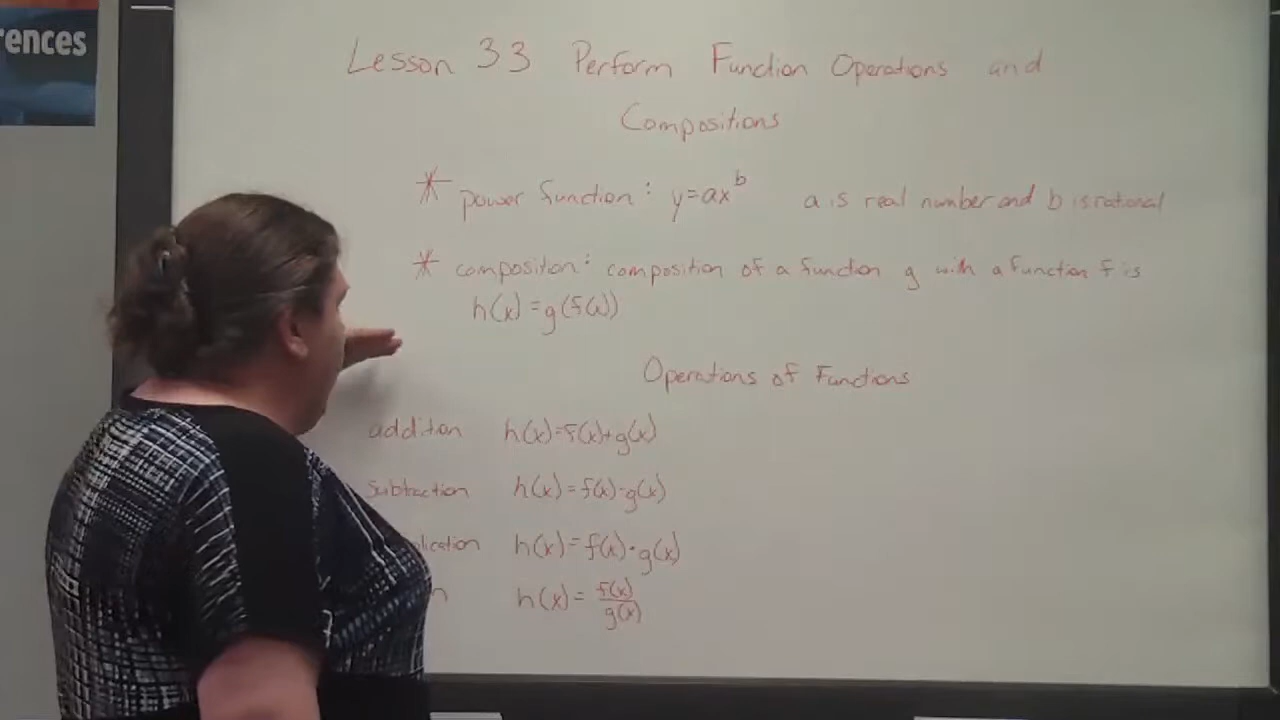 rences
Lesson 33 Perform Function Operations and
Compositions
* power function: y=ax^b a is real number and b is rational
* composition: composition of a function g with a function f is
h(x)=g(f(x))
Operations of Functions
addition h(x)=f(x)+g(x)
subtraction h(x)=f(x)-g(x)
plication h(x)=f(x)·g(x)
n h(x)=f(x)/g(x)